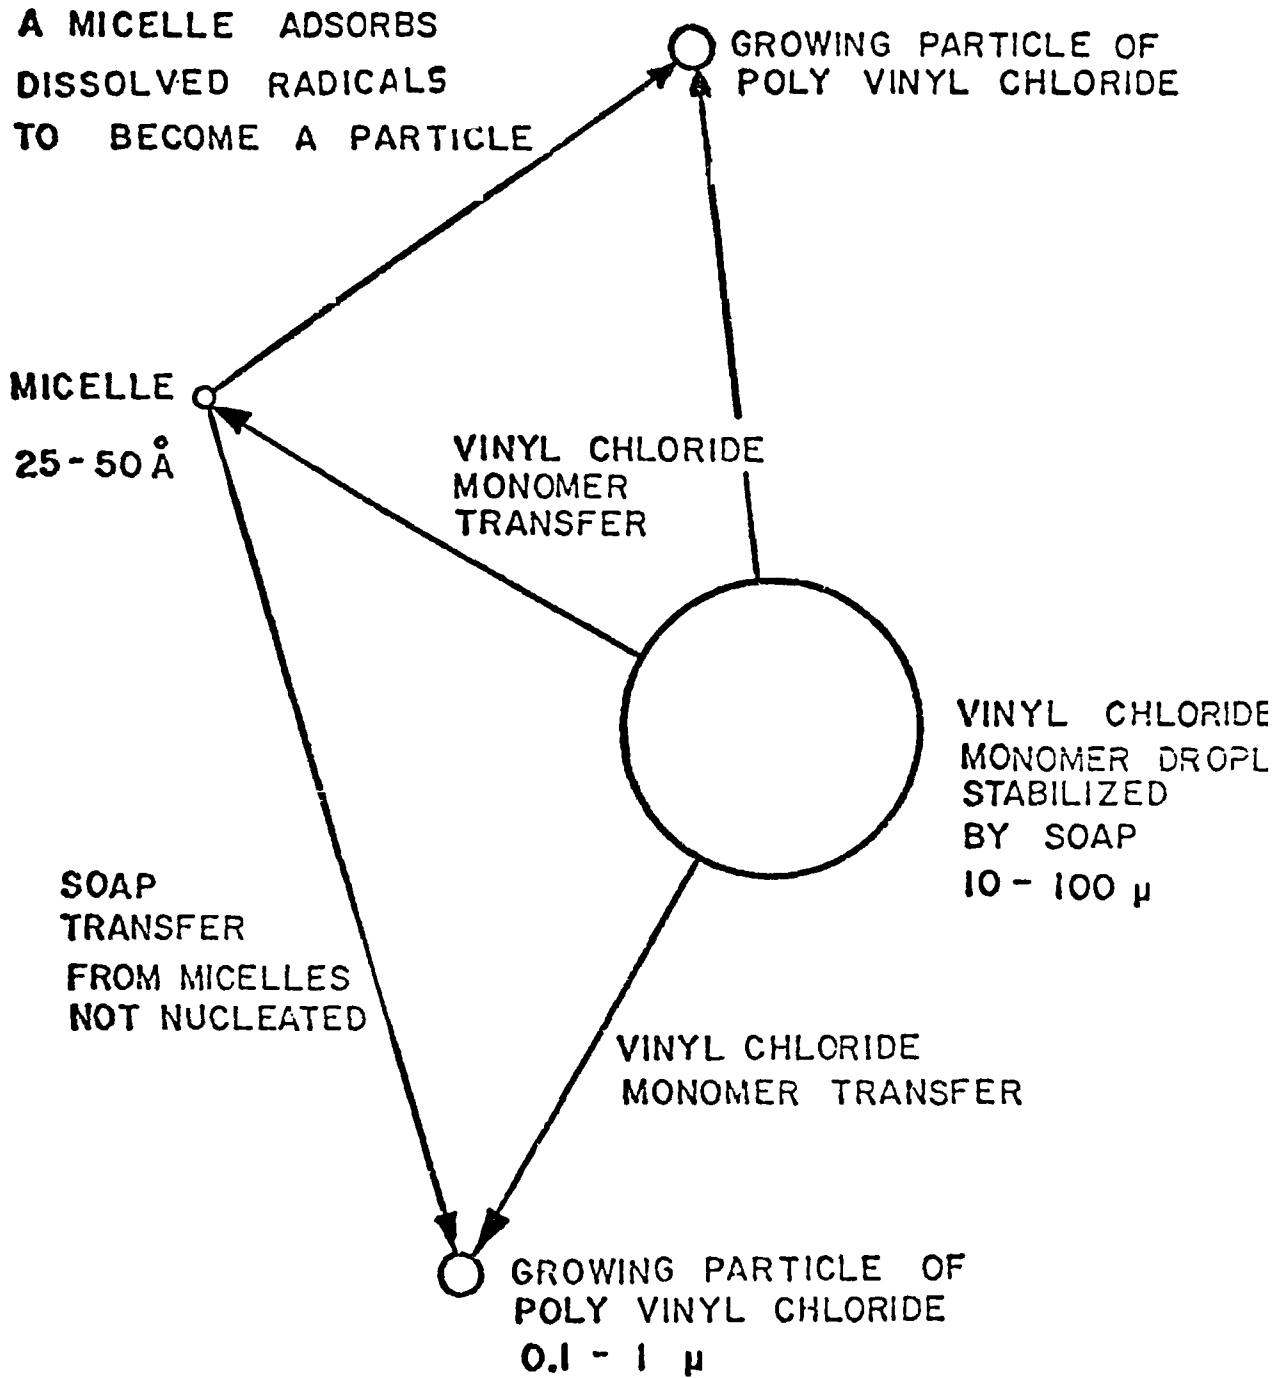 A MICELLE ADSORBS
DISSOLVED RADICALS
TO BECOME A PARTICLE
GROWING PARTICLE OF
POLY VINYL CHLORIDE
MICELLE
25-50 Å
VINYL CHLORIDE
MONOMER
TRANSFER
VINYL CHLORIDE
MONOMER DROPL
STABILIZED
BY SOAP
10 - 100 µ
SOAP
TRANSFER
FROM MICELLES
NOT NUCLEATED
VINYL CHLORIDE
MONOMER TRANSFER
GROWING PARTICLE OF
POLY VINYL CHLORIDE
0.1 - 1 µ